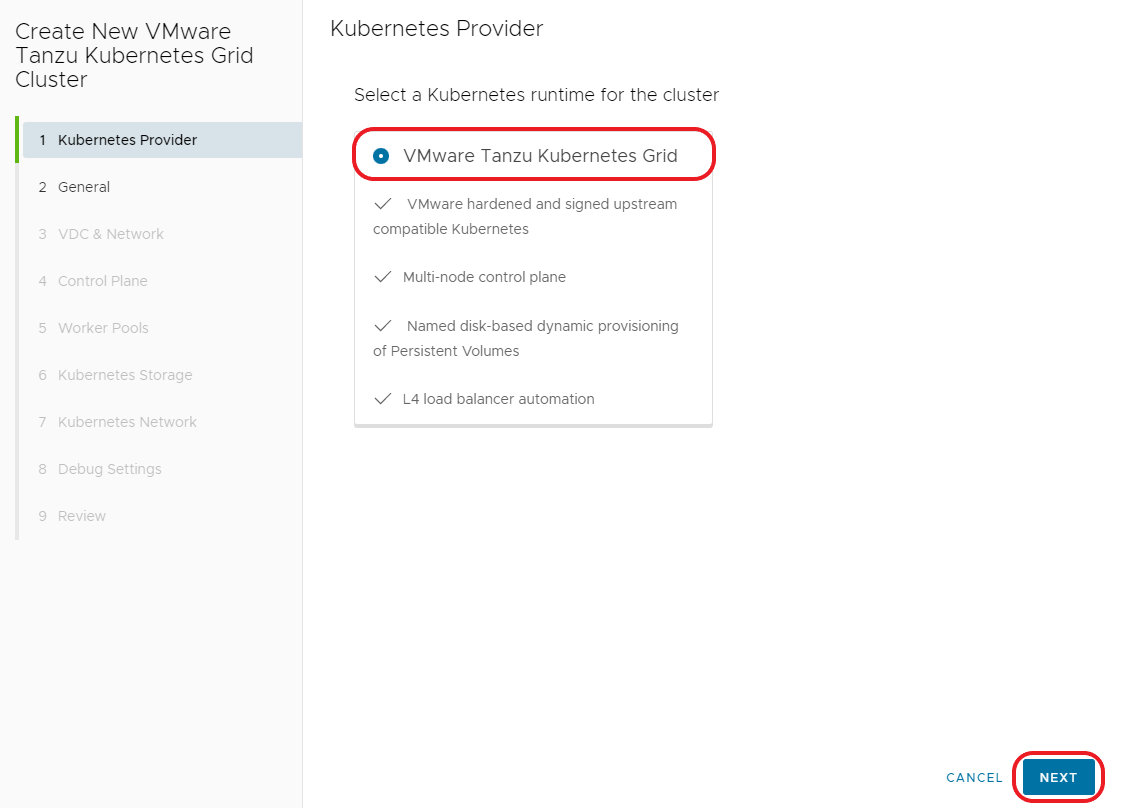 Create New VMware
Tanzu Kubernetes Grid
Cluster
1 Kubernetes Provider
2 General
3 VDC & Network
4 Control Plane
5 Worker Pools
6 Kubernetes Storage
7 Kubernetes Network
8 Debug Settings
9 Review
Kubernetes Provider
Select a Kubernetes runtime for the cluster
VMware Tanzu Kubernetes Grid
VMware hardened and signed upstream
compatible Kubernetes
Multi-node control plane
Named disk-based dynamic provisioning
of Persistent Volumes
L4 load balancer automation
CANCEL
NEXT